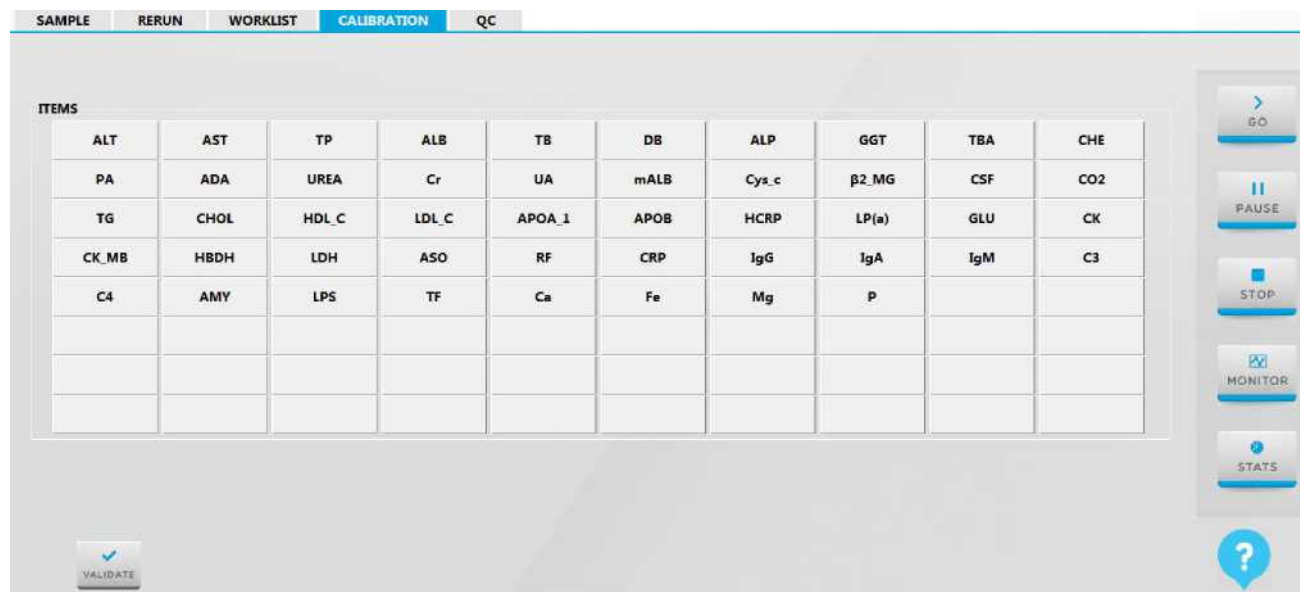 SAMPLE RERUN WORKLIST CALIBRATION QC
ITEMS
ALT AST TP ALB TB DB ALP GGT TBA CHE
PA ADA UREA Cr UA mALB Cys_c β2_MG CSF CO2
TG CHOL HDL_C LDL_C APOA_1 APOB HCRP LP(a) GLU CK
CK_MB HBDH LDH ASO RF CRP IgG IgA IgM C3
C4 AMY LPS TF Ca Fe Mg P
GO
PAUSE
STOP
MONITOR
STATS
VALIDATE
?